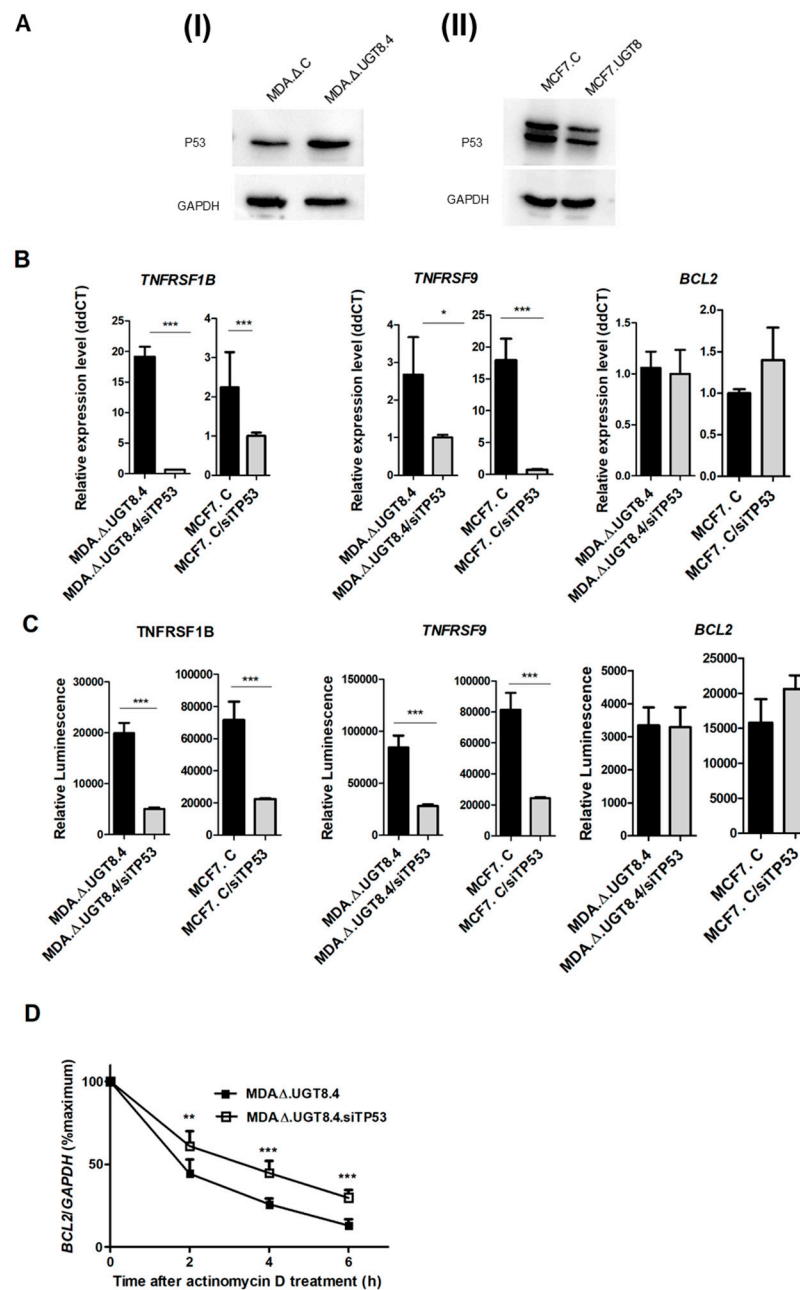 A
(I)
(II)
MDA.Δ.C
MDA.Δ.UGT8.4
MCF7.C
MCF7.UGT8
P53
P53
GAPDH
GAPDH
B
TNFRSF1B
TNFRSF9
BCL2
Relative expression level (ddCT)
25
20
15
10
5
0
***
MDA.Δ.UGT8.4
MDA.Δ.UGT8.4/siTP53
4
3
2
1
0
***
MCF7. C
MCF7. C/siTP53
Relative expression level (ddCT)
4
3
2
1
0
*
MDA.Δ.UGT8.4
MDA.Δ.UGT8.4/siTP53
25
20
15
10
5
0
***
MCF7. C
MCF7. C/siTP53
Relative expression level (ddCT)
1.5
1.0
0.5
0.0
MDA.Δ.UGT8.4
MDA.Δ.UGT8.4/siTP53
2.0
1.5
1.0
0.5
0.0
MCF7. C
MCF7. C/siTP53
C
TNFRSF1B
TNFRSF9
BCL2
Relative Luminescence
30000
20000
10000
0
***
MDA.Δ.UGT8.4
MDA.Δ.UGT8.4/siTP53
100000
80000
60000
40000
20000
0
***
MCF7. C
MCF7. C/siTP53
Relative Luminescence
150000
100000
50000
0
***
MDA.Δ.UGT8.4
MDA.Δ.UGT8.4/siTP53
100000
80000
60000
40000
20000
0
***
MCF7. C
MCF7. C/siTP53
Relative Luminescence
5000
4000
3000
2000
1000
0
MDA.Δ.UGT8.4
MDA.Δ.UGT8.4/siTP53
25000
20000
15000
10000
5000
0
MCF7. C
MCF7. C/siTP53
D
BCL2/GAPDH (%maximum)
100
50
0
MDA.Δ.UGT8.4
MDA.Δ.UGT8.4.siTP53
**
***
***
0
2
4
6
Time after actinomycin D treatment (h)